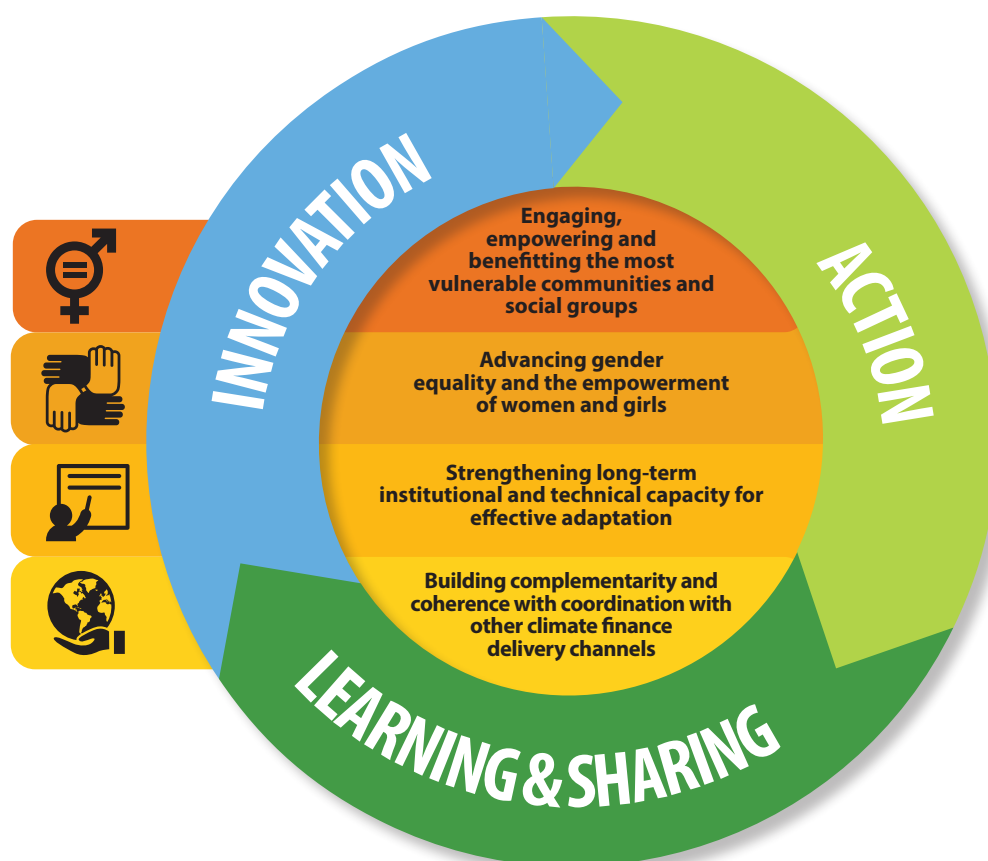 INNOVATION
ACTION
Engaging,
empowering and
benefitting the most
vulnerable communities and
social groups
Advancing gender
equality and the empowerment
of women and girls
Strengthening long-term
institutional and technical capacity for
effective adaptation
Building complementarity and
coherence with coordination with
other climate finance
delivery channels
LEARNING & SHARING